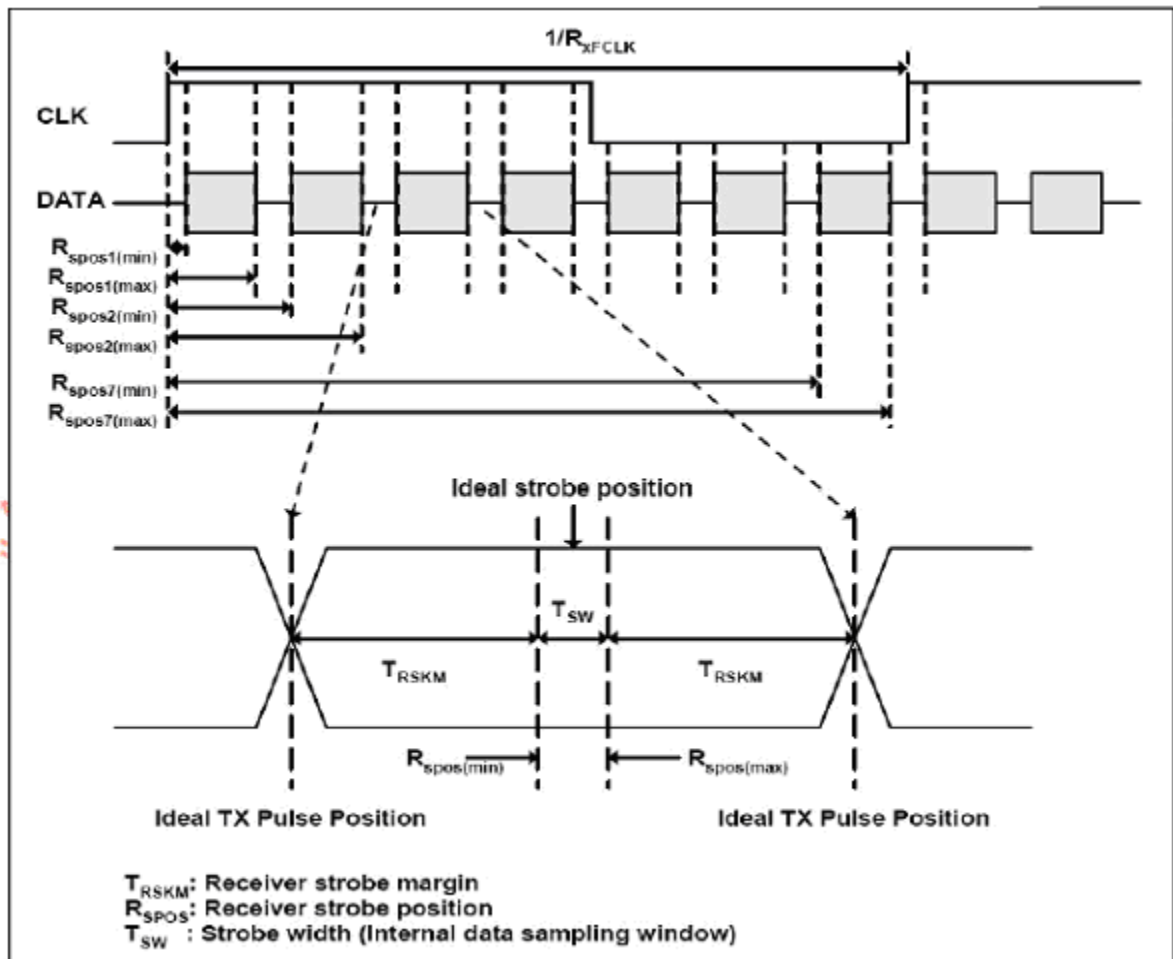 1/RxFCLK
CLK
DATA
Rspos1(min)
Rspos1(max)
Rspos2(min)
Rspos2(max)
Rspos7(min)
Rspos7(max)
Ideal strobe position
TSW
TRSKM
TRSKM
Rspos(min)
Rspos(max)
Ideal TX Pulse Position
Ideal TX Pulse Position
TRSKM: Receiver strobe margin
RSPOS: Receiver strobe position
TSW : Strobe width (Internal data sampling window)